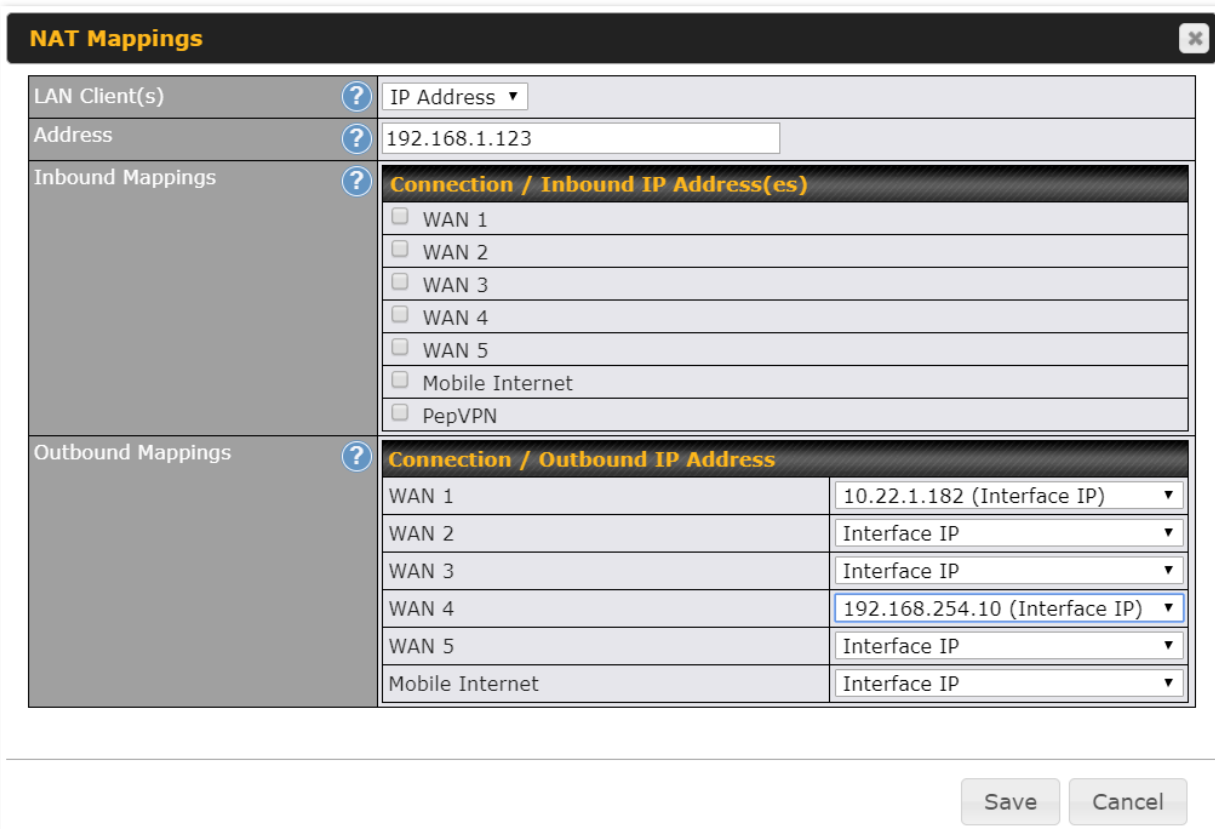 NAT Mappings
LAN Client(s) ? IP Address
Address ? 192.168.1.123
Inbound Mappings ? Connection / Inbound IP Address(es)
WAN 1
WAN 2
WAN 3
WAN 4
WAN 5
Mobile Internet
PepVPN
Outbound Mappings ? Connection / Outbound IP Address
WAN 1 10.22.1.182 (Interface IP)
WAN 2 Interface IP
WAN 3 Interface IP
WAN 4 192.168.254.10 (Interface IP)
WAN 5 Interface IP
Mobile Internet Interface IP
Save Cancel